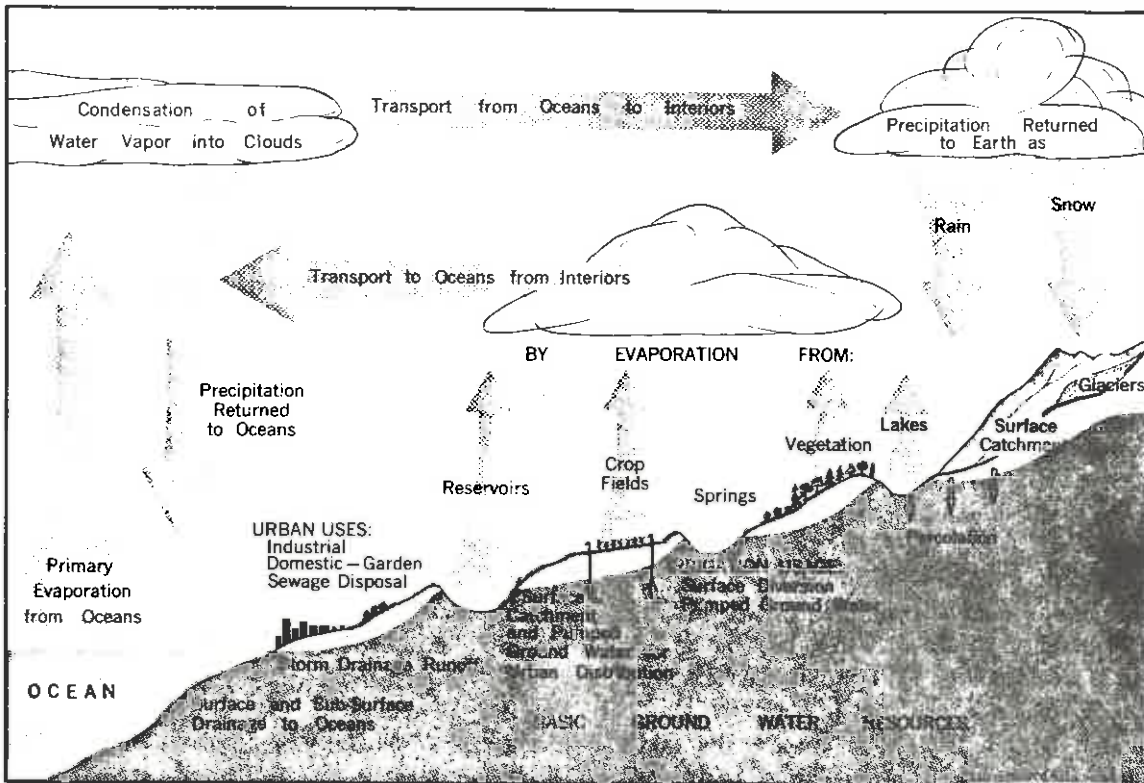 Condensation of
Water Vapor into Clouds
Transport from Oceans to Interiors
Precipitation Returned
to Earth as
Rain
Snow
Transport to Oceans from Interiors
BY EVAPORATION FROM:
Precipitation
Returned
to Oceans
Reservoirs
Crop
Fields
Springs
Vegetation
Lakes
Glaciers
Surface
Percolation
URBAN USES:
Industrial
Domestic - Garden
Sewage Disposal
Primary
Evaporation
from Oceans
OCEAN
Drainage
Surface and Sub-Surface
Drainage to Oceans
Catchment
and Pumped
Ground Water
Urban Distribution
Surface Diversion
Pumped Ground Water
GROUND WATER RESOURCES